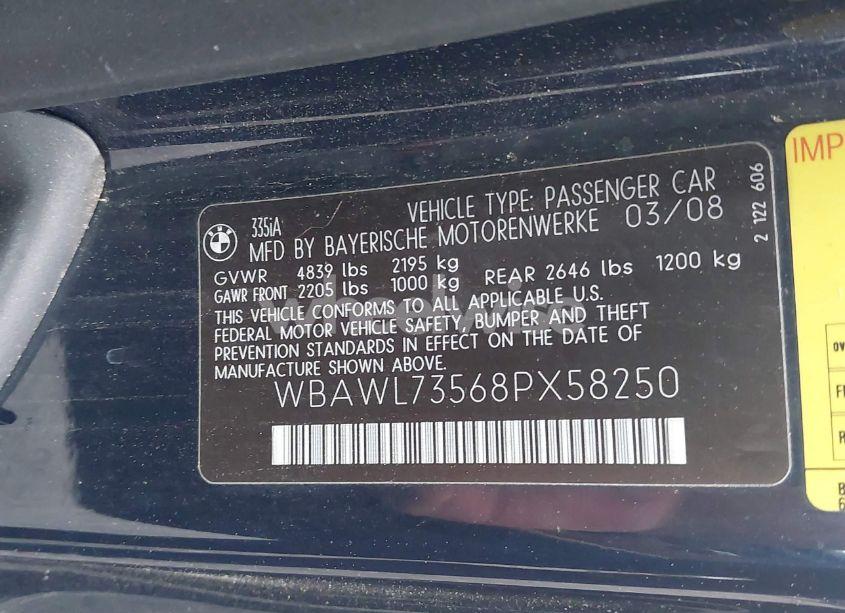 BMW
335iA
VEHICLE TYPE: PASSENGER CAR
MFD BY BAYERISCHE MOTORENWERKE 03/08
GVWR 4839 lbs 2195 kg
GAWR FRONT 2205 lbs 1000 kg REAR 2646 lbs 1200 kg
THIS VEHICLE CONFORMS TO ALL APPLICABLE U.S.
FEDERAL MOTOR VEHICLE SAFETY, BUMPER AND THEFT
PREVENTION STANDARDS IN EFFECT ON THE DATE OF
MANUFACTURE SHOWN ABOVE.
WBAWL73568PX58250
2 122 606
IMP